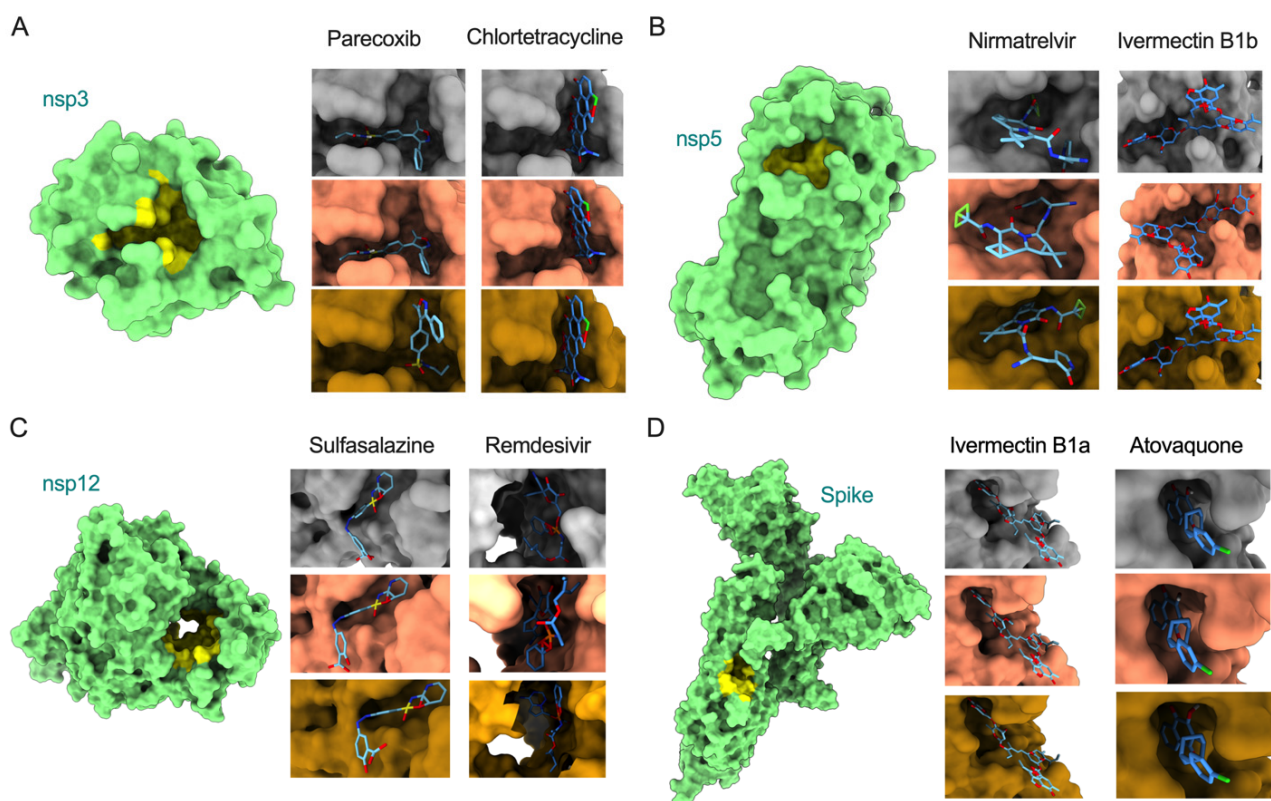 A
Parecoxib
Chlortetracycline
nsp3
B
Nirmatrelvir
Ivermectin B1b
nsp5
C
Sulfasalazine
Remdesivir
nsp12
D
Ivermectin B1a
Atovaquone
Spike